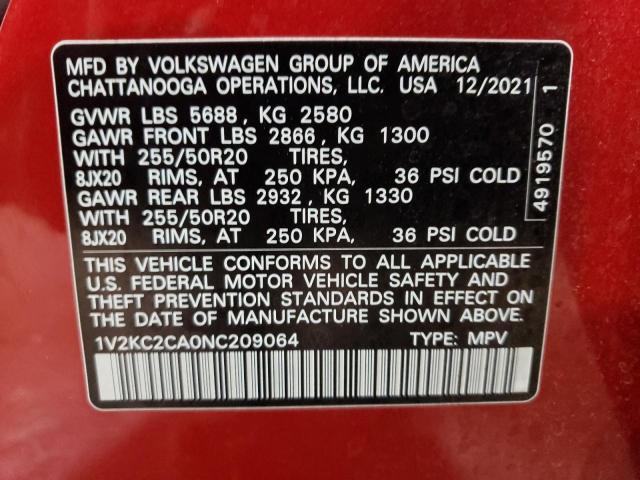 MFD BY VOLKSWAGEN GROUP OF AMERICA
CHATTANOOGA OPERATIONS, LLC. USA 12/2021
GVWR LBS 5688, KG 2580
GAWR FRONT LBS 2866, KG 1300
WITH 255/50R20 TIRES,
8JX20 RIMS, AT 250 KPA, 36 PSI COLD
GAWR REAR LBS 2932, KG 1330
WITH 255/50R20 TIRES,
8JX20 RIMS, AT 250 KPA, 36 PSI COLD
THIS VEHICLE CONFORMS TO ALL APPLICABLE
U.S. FEDERAL MOTOR VEHICLE SAFETY AND
THEFT PREVENTION STANDARDS IN EFFECT ON
THE DATE OF MANUFACTURE SHOWN ABOVE.
1V2KC2CA0NC209064 TYPE: MPV
4919570 1